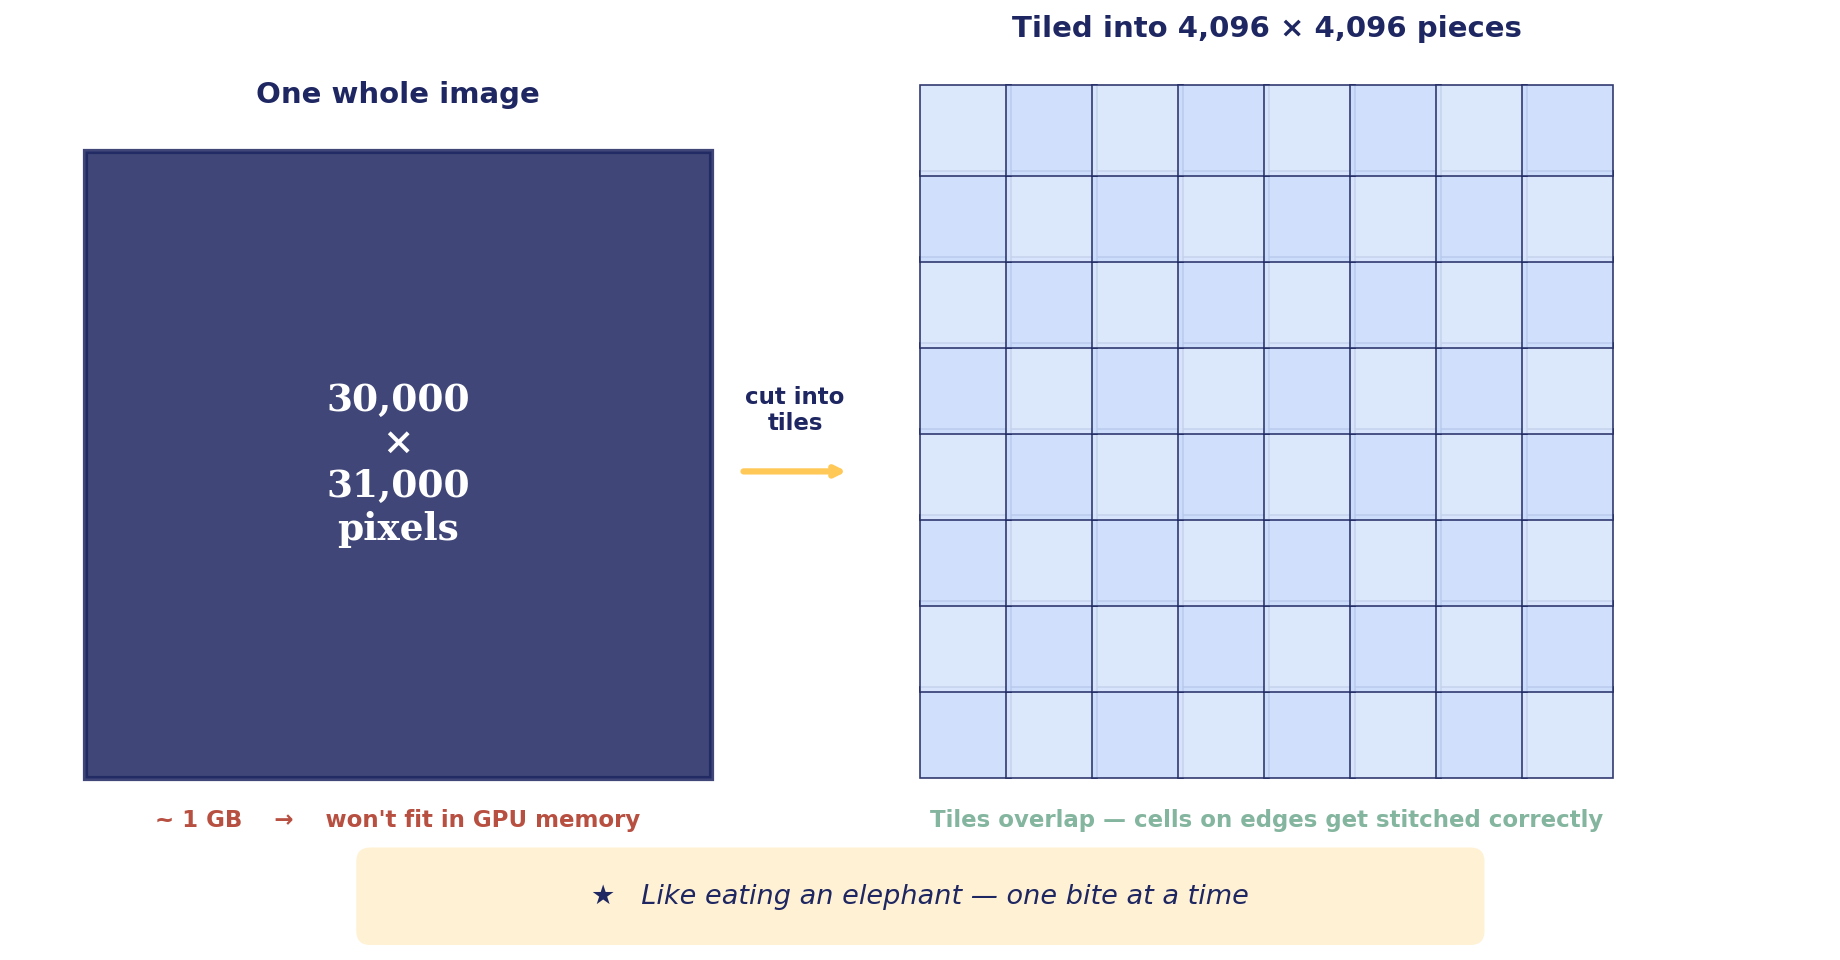 Tiled into 4,096 × 4,096 pieces
One whole image
30,000
×
31,000
pixels
cut into
tiles
~ 1 GB → won't fit in GPU memory
Tiles overlap — cells on edges get stitched correctly
★ Like eating an elephant — one bite at a time